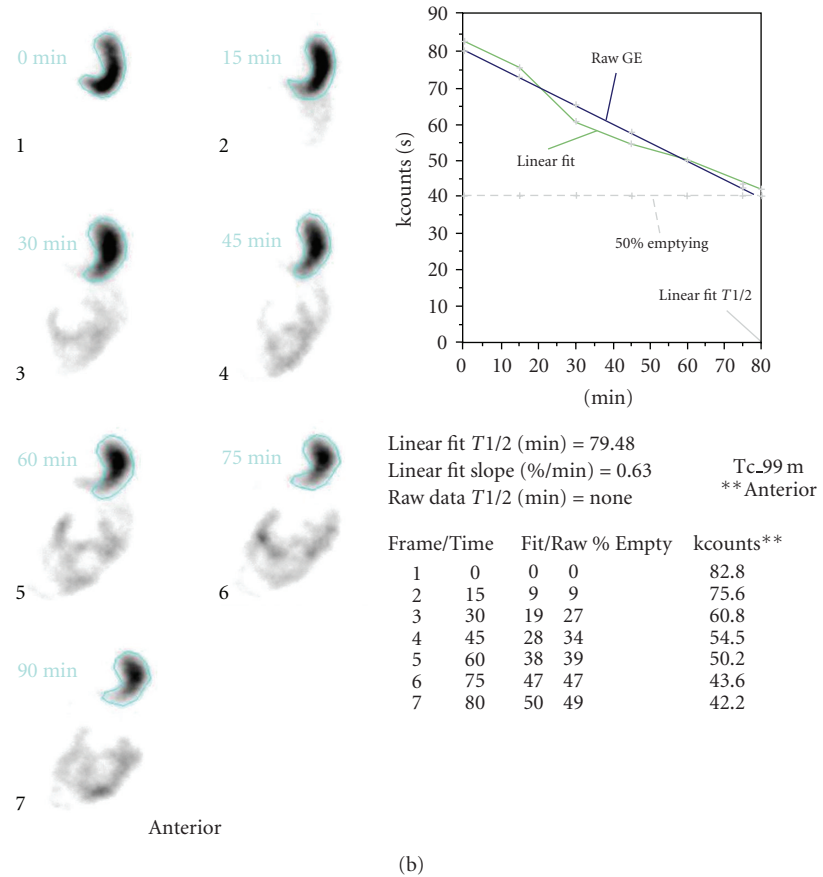 0 min
1
15 min
2
30 min
3
45 min
4
60 min
5
75 min
6
90 min
7
Anterior
90
80
70
60
50
40
30
20
10
0
kcounts (s)
Raw GE
Linear fit
50% emptying
Linear fit T1/2
0 10 20 30 40 50 60 70 80
(min)
Linear fit T1/2 (min) = 79.48
Linear fit slope (%/min) = 0.63
Raw data T1/2 (min) = none
Tc_99 m
**Anterior
Frame/Time Fit/Raw % Empty kcounts**
1 0 0 0 82.8
2 15 9 9 75.6
3 30 19 27 60.8
4 45 28 34 54.5
5 60 38 39 50.2
6 75 47 47 43.6
7 80 50 49 42.2
(b)